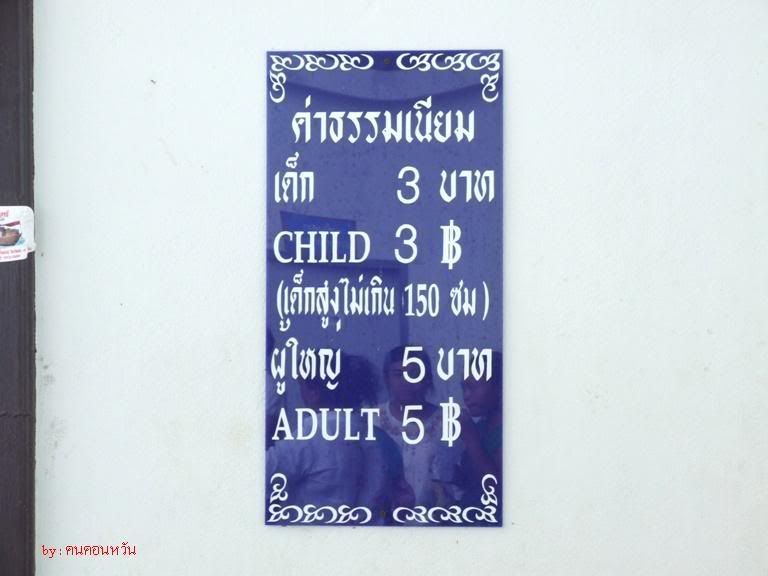 ค่าธรรมเนียม
เด็ก 3 บาท
CHILD 3 ฿
(เด็กสูงไม่เกิน 150 ซม)
ผู้ใหญ่ 5 บาท
ADULT 5 ฿
by : คนคอนหวัน